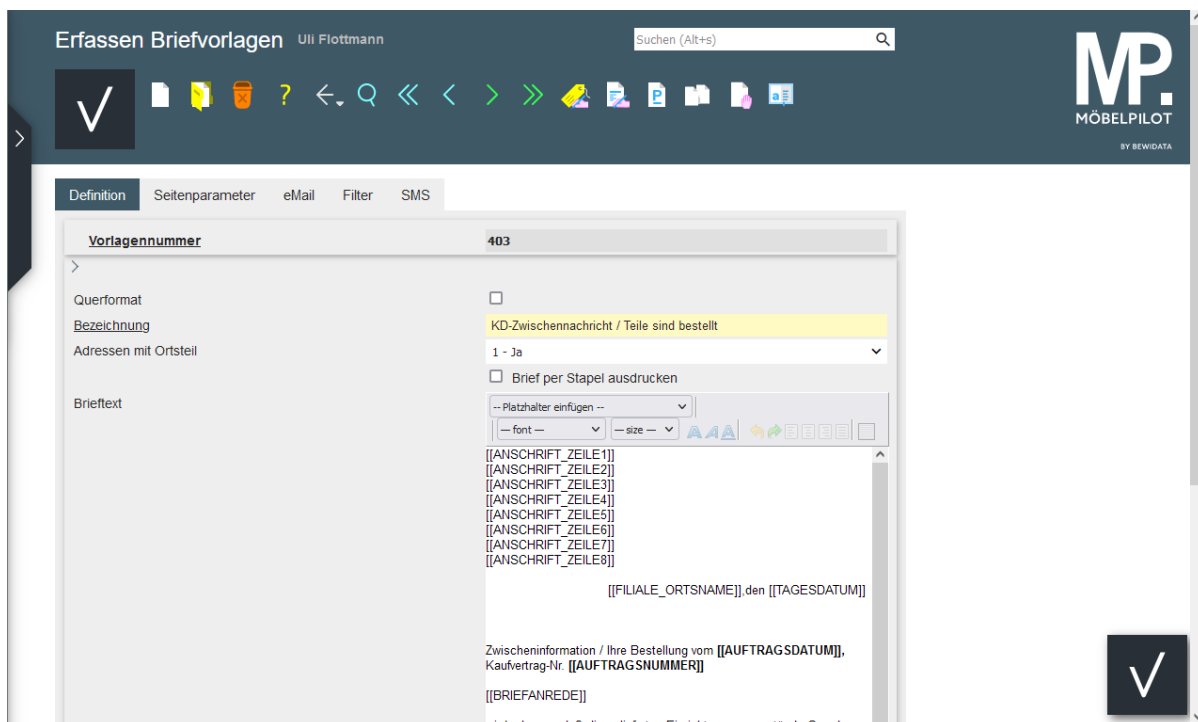 Erfassen Briefvorlagen Uli Flottmann
Suchen (Alt+s)
MP.
MÖBELPILOT
BY BEWIDATA
Definition Seitenparameter eMail Filter SMS
Vorlagennummer 403
Querformat
Bezeichnung KD-Zwischennachricht / Teile sind bestellt
Adressen mit Ortsteil 1 - Ja
Brief per Stapel ausdrucken
Brieftext
-- Platzhalter einfügen --
— font — — size —
[[ANSCHRIFT_ZEILE1]]
[[ANSCHRIFT_ZEILE2]]
[[ANSCHRIFT_ZEILE3]]
[[ANSCHRIFT_ZEILE4]]
[[ANSCHRIFT_ZEILE5]]
[[ANSCHRIFT_ZEILE6]]
[[ANSCHRIFT_ZEILE7]]
[[ANSCHRIFT_ZEILE8]]
[[FILIALE_ORTSNAME]],den [[TAGESDATUM]]
Zwischeninformation / Ihre Bestellung vom [[AUFTRAGSDATUM]],
Kaufvertrag-Nr. [[AUFTRAGSNUMMER]]
[[BRIEFANREDE]]